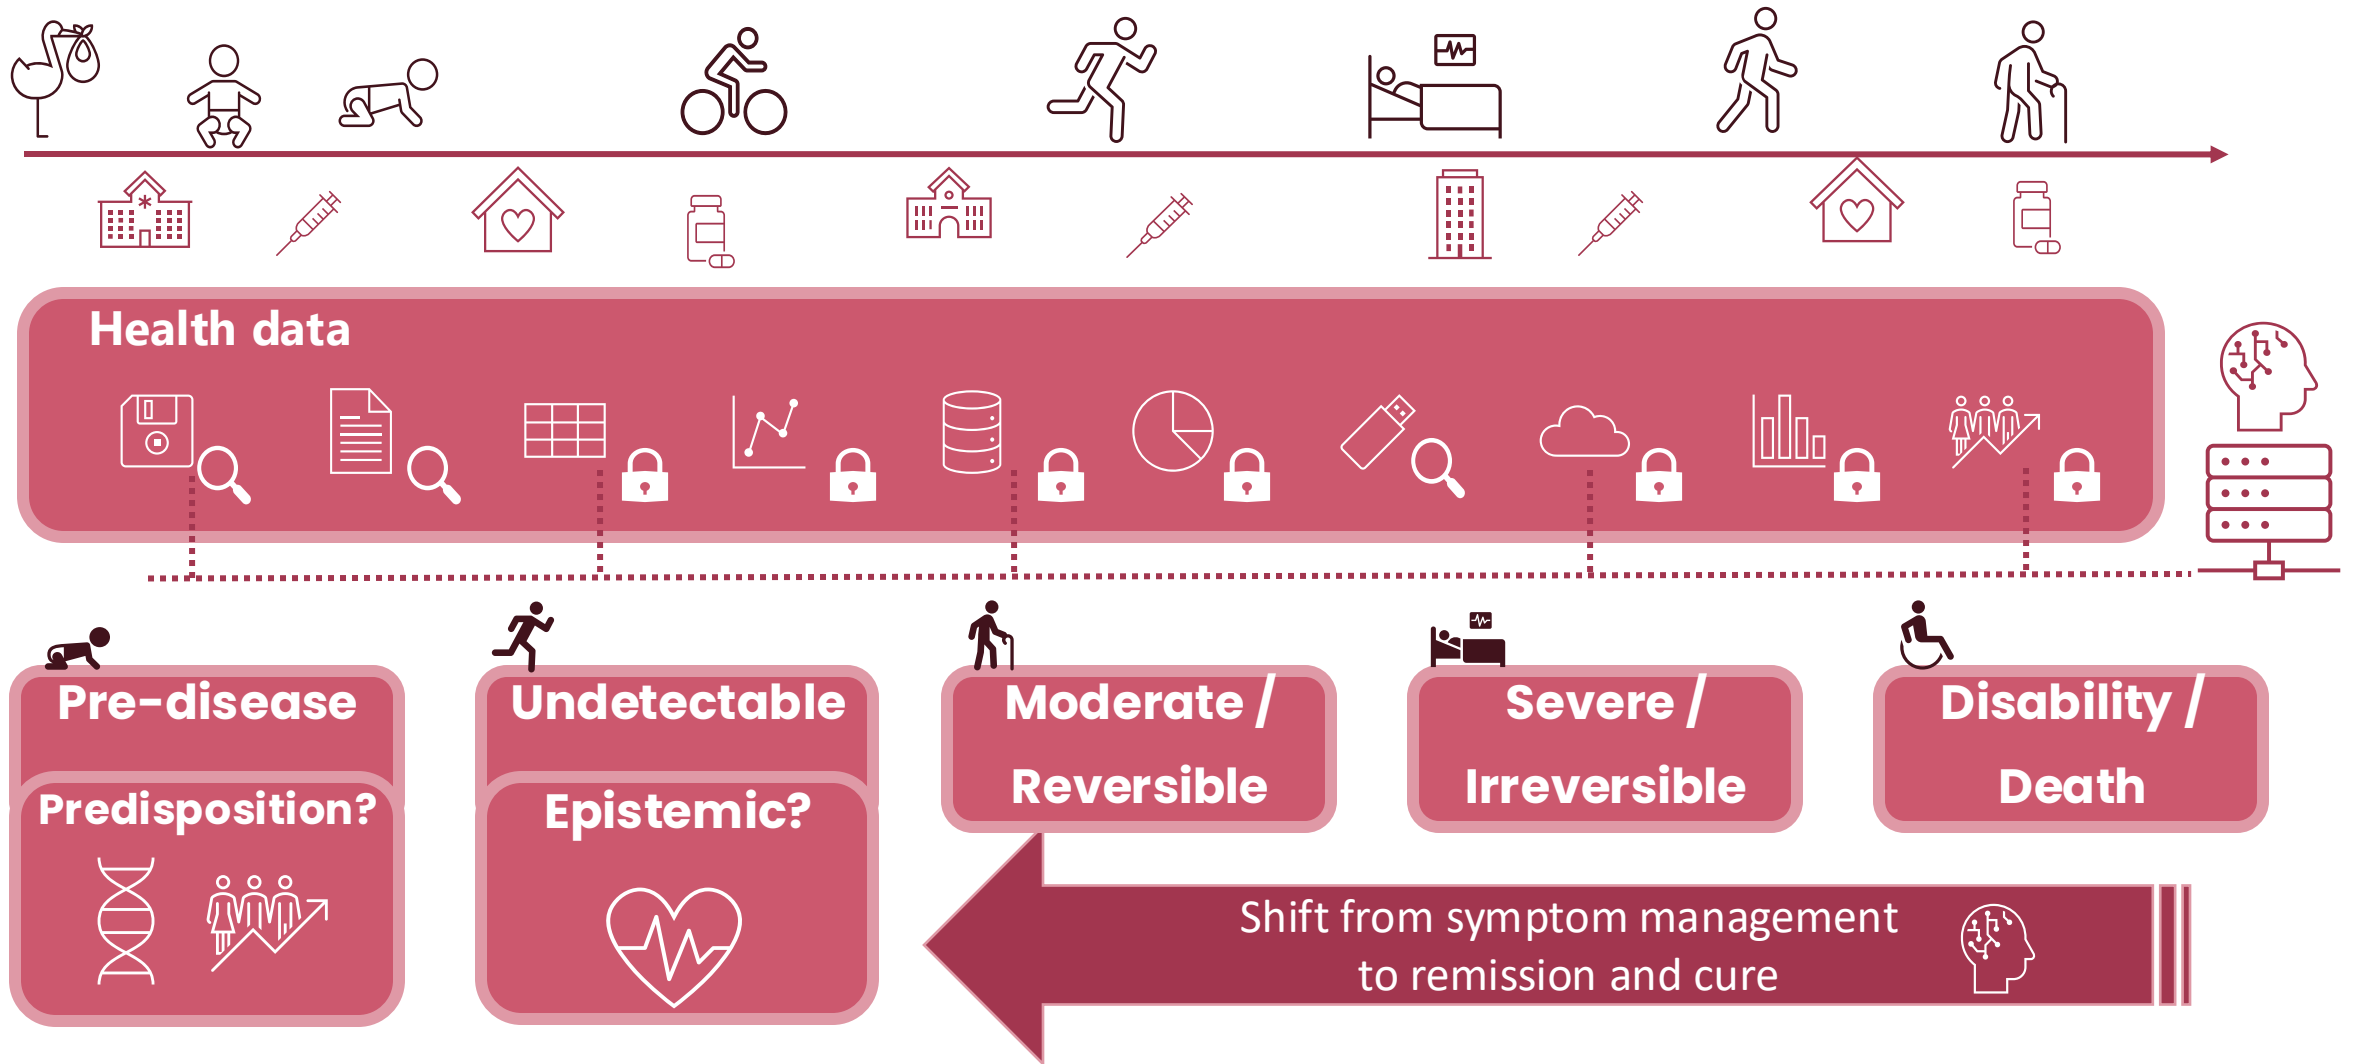 Health data
Pre-disease
Predisposition?
Undetectable
Epistemic?
Moderate /
Reversible
Severe /
Irreversible
Disability /
Death
Shift from symptom management
to remission and cure